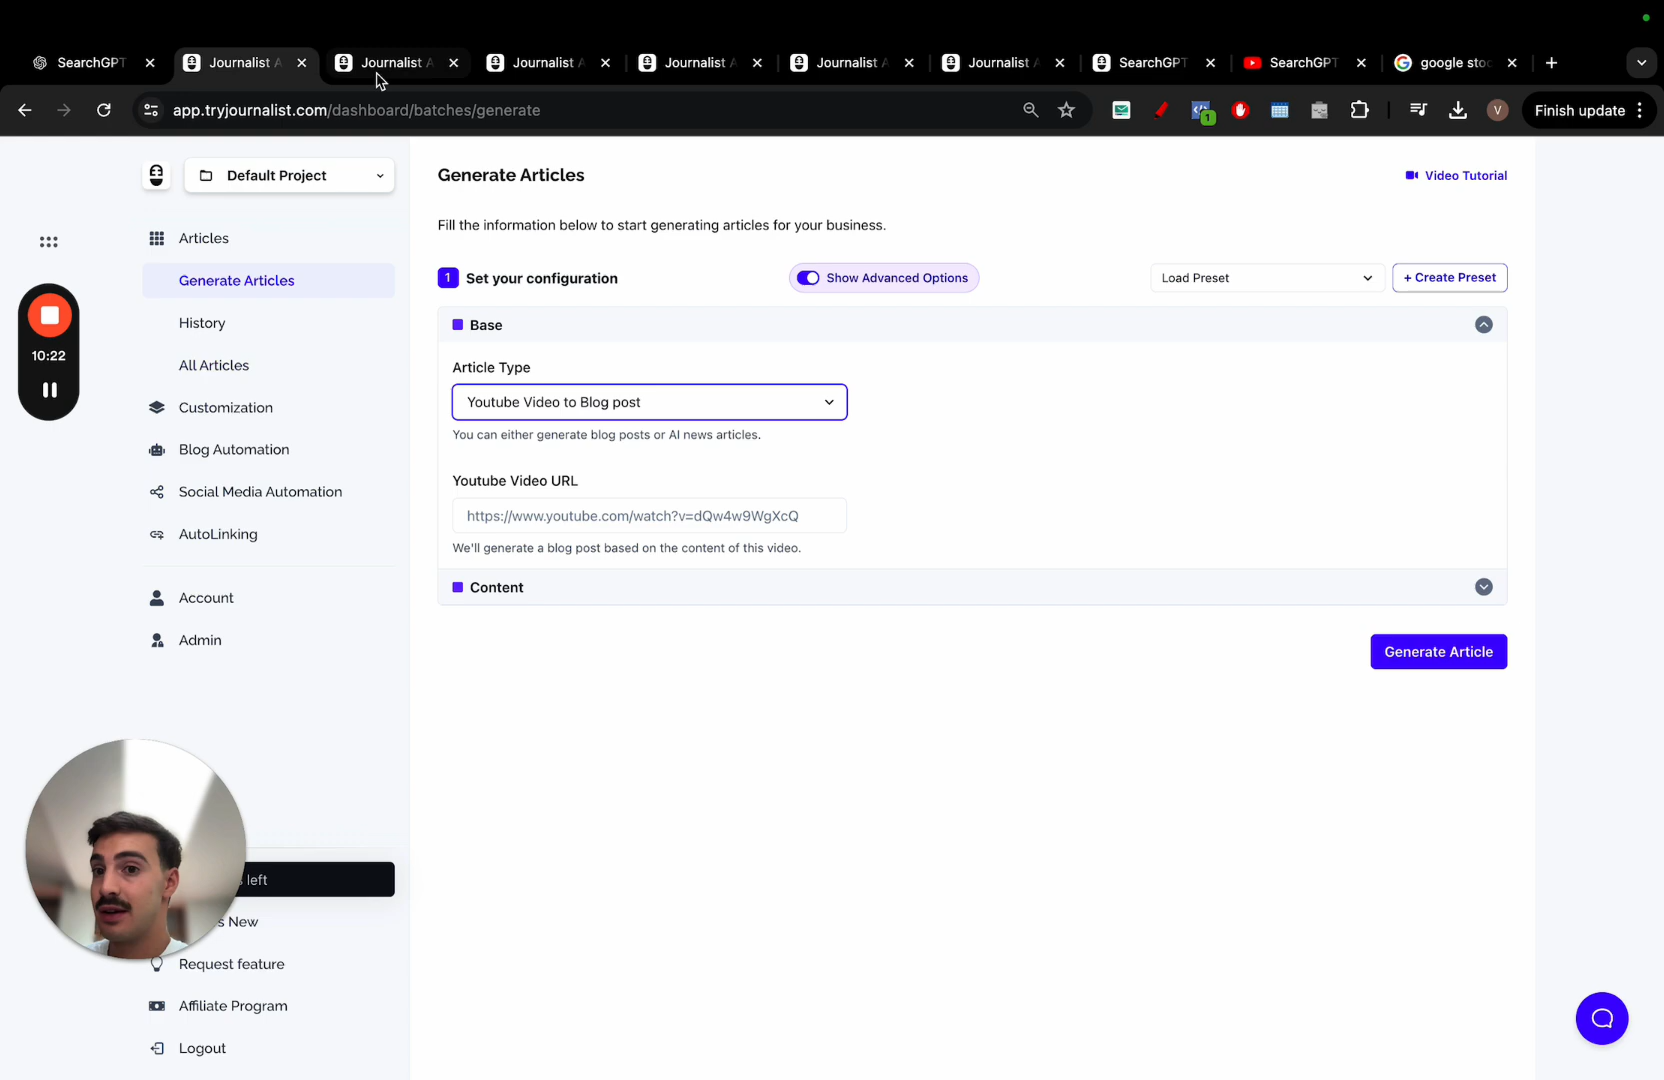 SearchGPT
Journalist A
Journalist A
Journalist A
Journalist A
Journalist A
Journalist A
SearchGPT
SearchGPT
google stoc
app.tryjournalist.com/dashboard/batches/generate
1
V
Finish update
Default Project
Articles
Generate Articles
History
All Articles
Customization
Blog Automation
Social Media Automation
AutoLinking
Account
Admin
left
s New
Request feature
Affiliate Program
Logout
10:22
Generate Articles
Video Tutorial
Fill the information below to start generating articles for your business.
1 Set your configuration
Show Advanced Options
Load Preset
+ Create Preset
Base
Article Type
Youtube Video to Blog post
You can either generate blog posts or AI news articles.
Youtube Video URL
https://www.youtube.com/watch?v=dQw4w9WgXcQ
We'll generate a blog post based on the content of this video.
Content
Generate Article